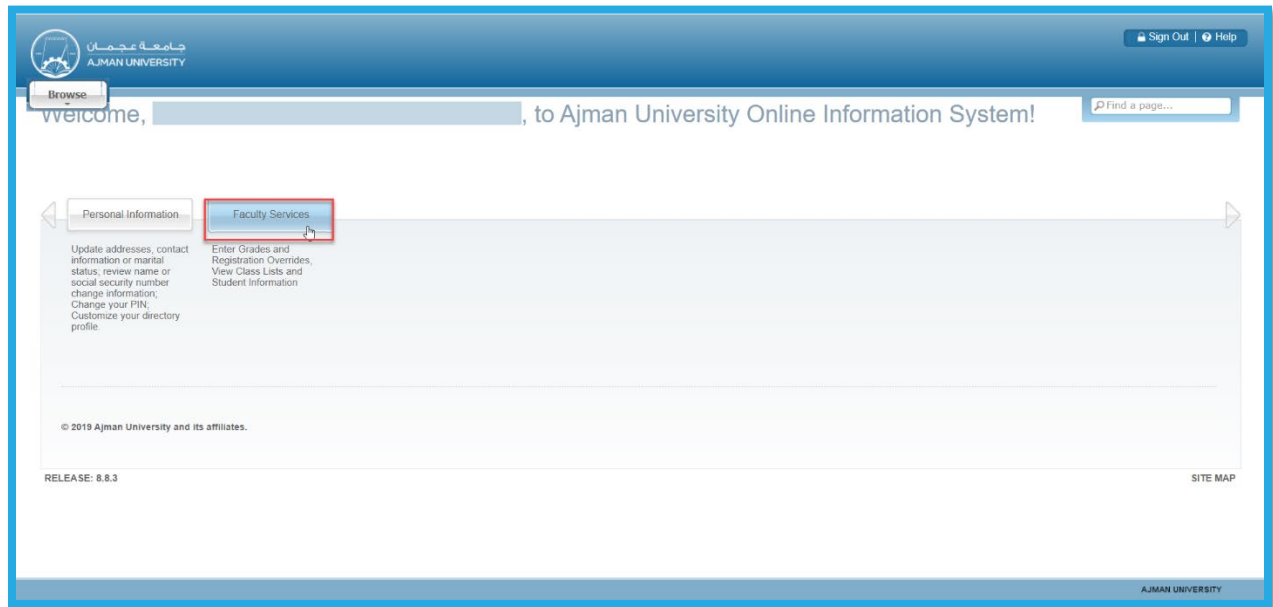 جامعة عجمان
AJMAN UNIVERSITY
Sign Out | Help
Browse
Welcome, , to Ajman University Online Information System!
Find a page...
Personal Information
Faculty Services
Update addresses, contact
information or marital
status; review name or
social security number
change information;
Change your PIN;
Customize your directory
profile.
Enter Grades and
Registration Overrides,
View Class Lists and
Student Information
© 2019 Ajman University and its affiliates.
RELEASE: 8.8.3
SITE MAP
AJMAN UNIVERSITY